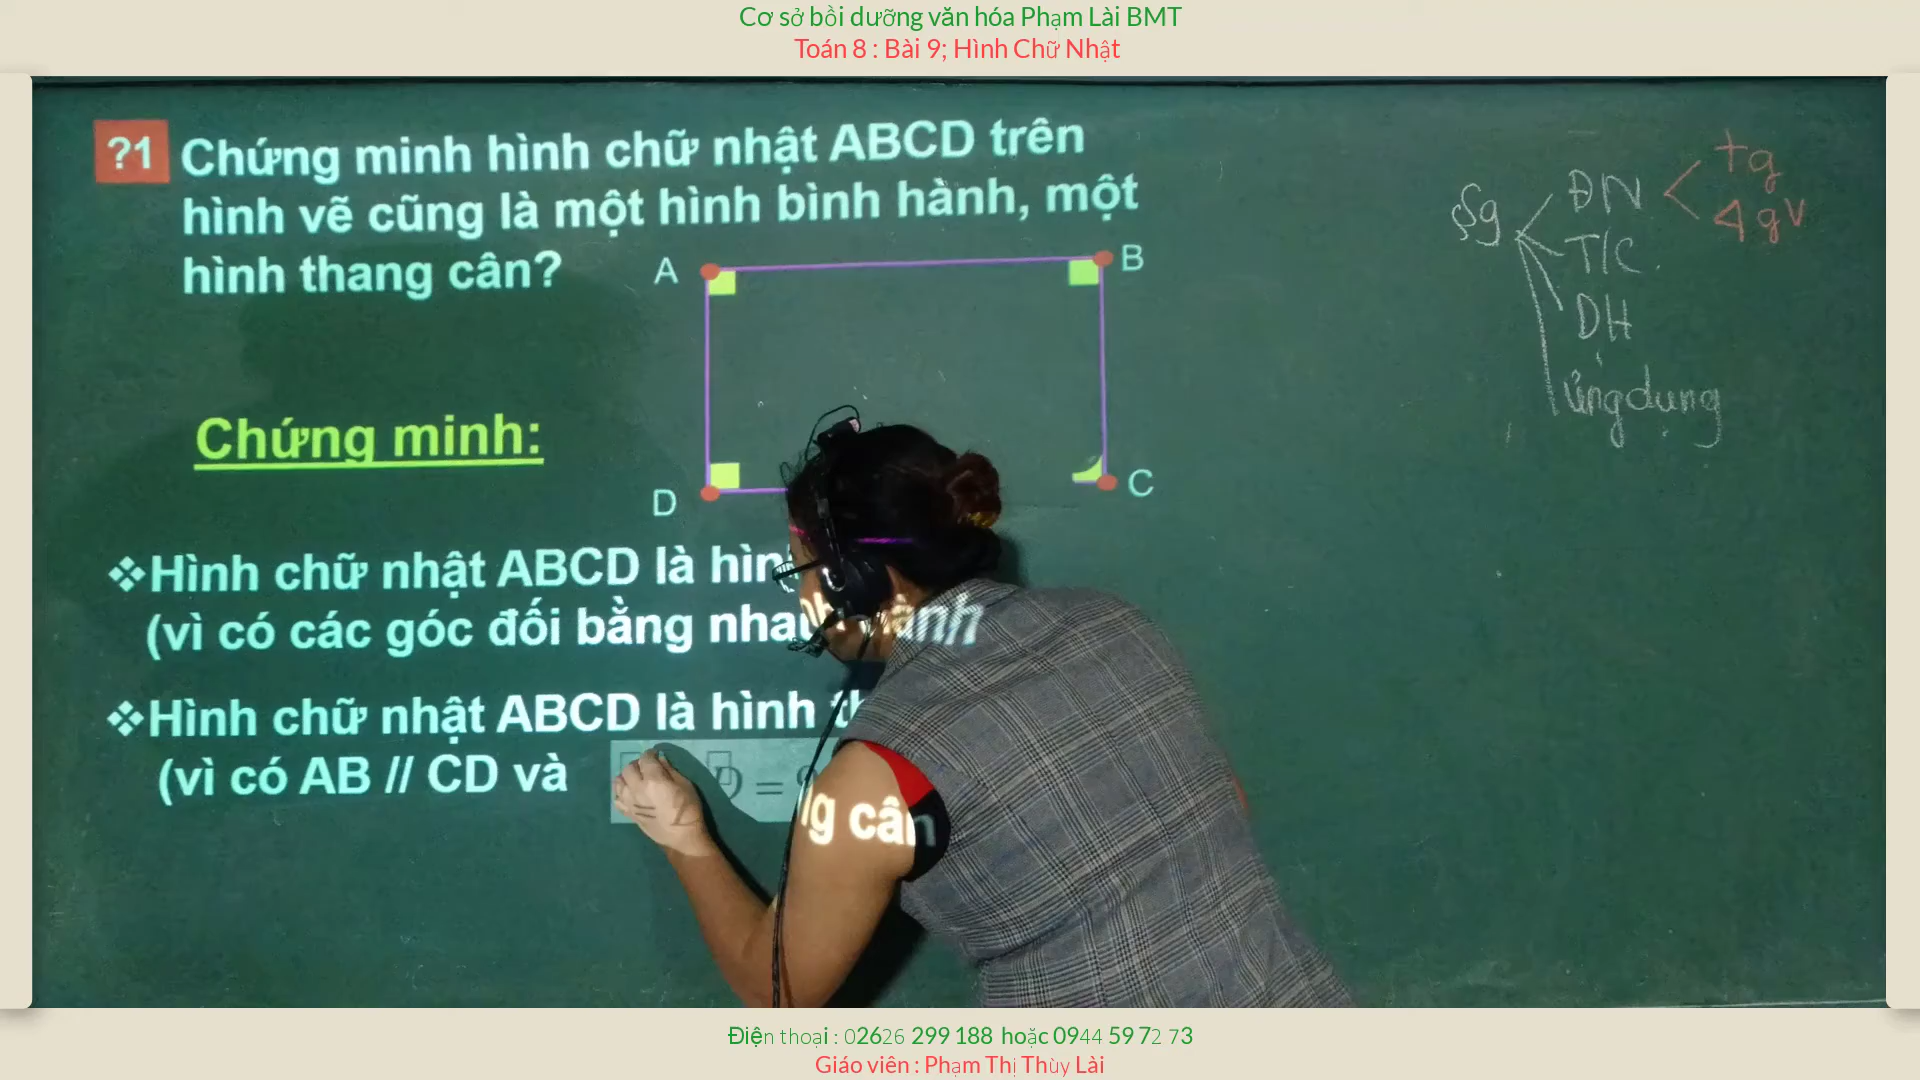 Cơ sở bồi dưỡng văn hóa Phạm Lài BMT
Toán 8 : Bài 9; Hình Chữ Nhật
?1 Chứng minh hình chữ nhật ABCD trên
hình vẽ cũng là một hình bình hành, một
hình thang cân?
A
B
D
C
Chứng minh:
❖Hình chữ nhật ABCD là hình
(vì có các góc đối bằng nhau
ành
❖Hình chữ nhật ABCD là hình
(vì có AB // CD và
=
ng cân
ĐN
tg
T/C
ΔgV
DH
ứng dụng
Điện thoại : 02626 299 188 hoặc 0944 59 72 73
Giáo viên : Phạm Thị Thùy Lài